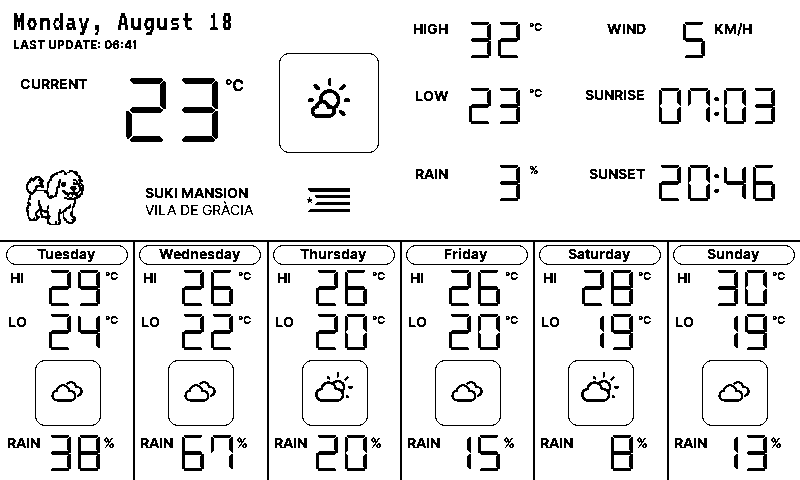 Monday, August 18
LAST UPDATE: 06:41
CURRENT 23 °C
HIGH 32 °C
WIND 5 KM/H
LOW 23 °C
SUNRISE 07:03
RAIN 3 %
SUNSET 20:46
SUKI MANSION
VILA DE GRÀCIA
Tuesday
HI 29 °C
LO 24 °C
RAIN 38 %
Wednesday
HI 26 °C
LO 22 °C
RAIN 67 %
Thursday
HI 26 °C
LO 20 °C
RAIN 20 %
Friday
HI 26 °C
LO 20 °C
RAIN 15 %
Saturday
HI 28 °C
LO 19 °C
RAIN 8 %
Sunday
HI 30 °C
LO 19 °C
RAIN 13 %